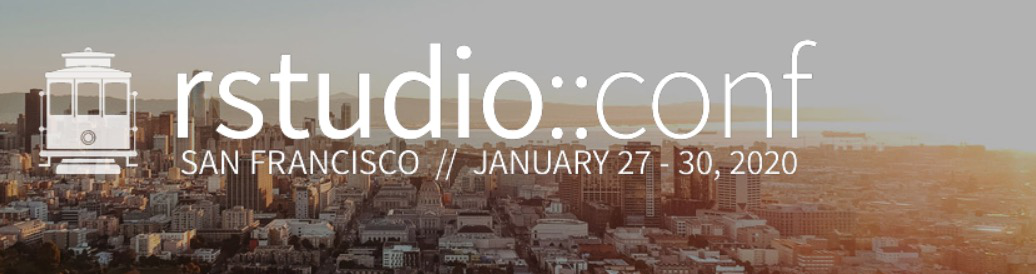 rstudio::conf
SAN FRANCISCO // JANUARY 27 - 30, 2020